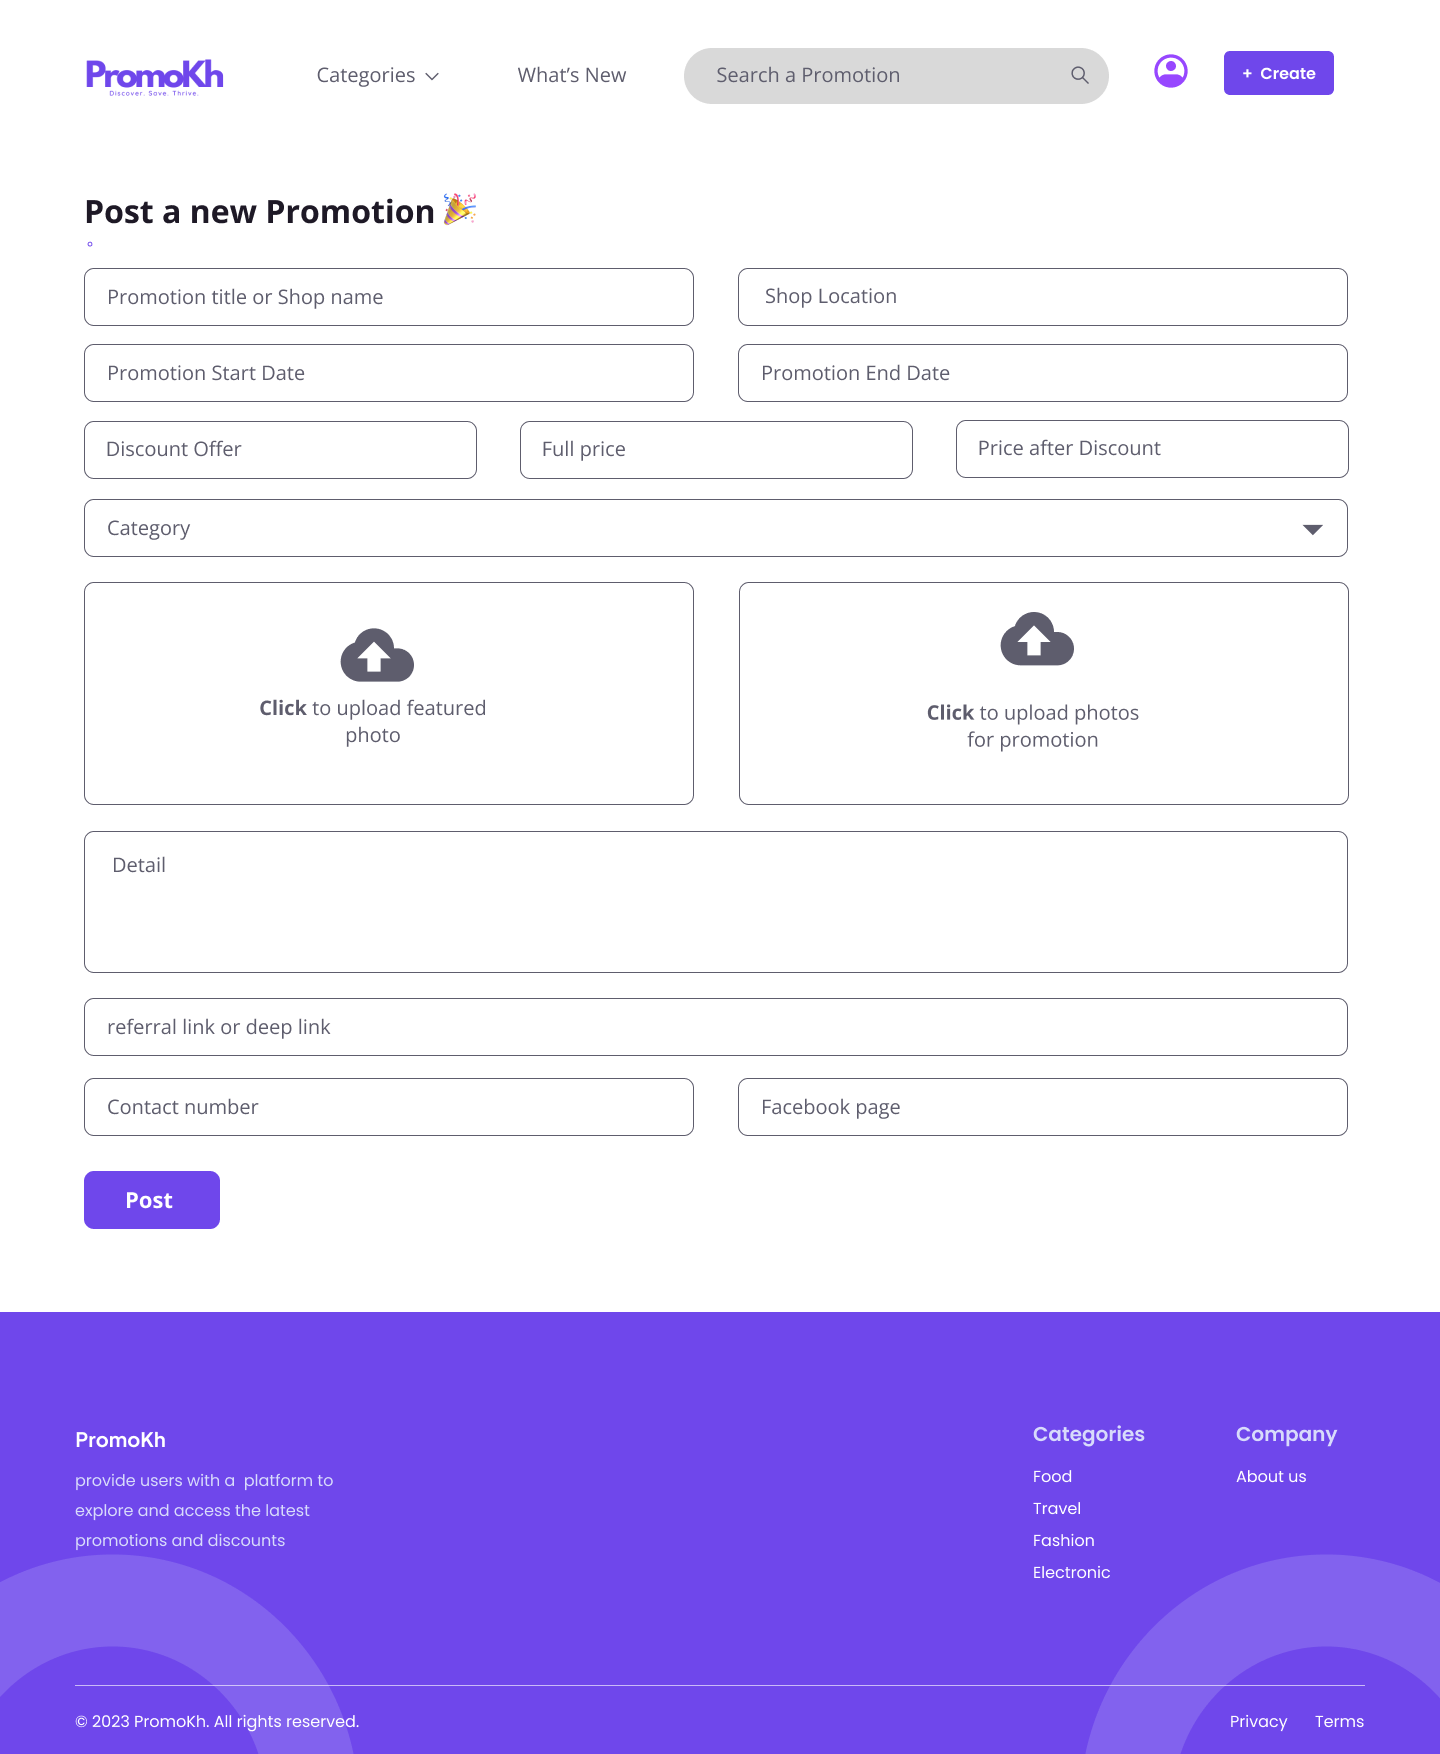 PromoKh
Discover. Save. Thrive.
Categories
What’s New
Search a Promotion
+ Create
Post a new Promotion 🎉
Promotion title or Shop name
Shop Location
Promotion Start Date
Promotion End Date
Discount Offer
Full price
Price after Discount
Category
Click to upload featured
photo
Click to upload photos
for promotion
Detail
referral link or deep link
Contact number
Facebook page
Post
PromoKh
provide users with a  platform to
explore and access the latest
promotions and discounts
Categories
Food
Travel
Fashion
Electronic
Company
About us
© 2023 PromoKh. All rights reserved.
Privacy
Terms